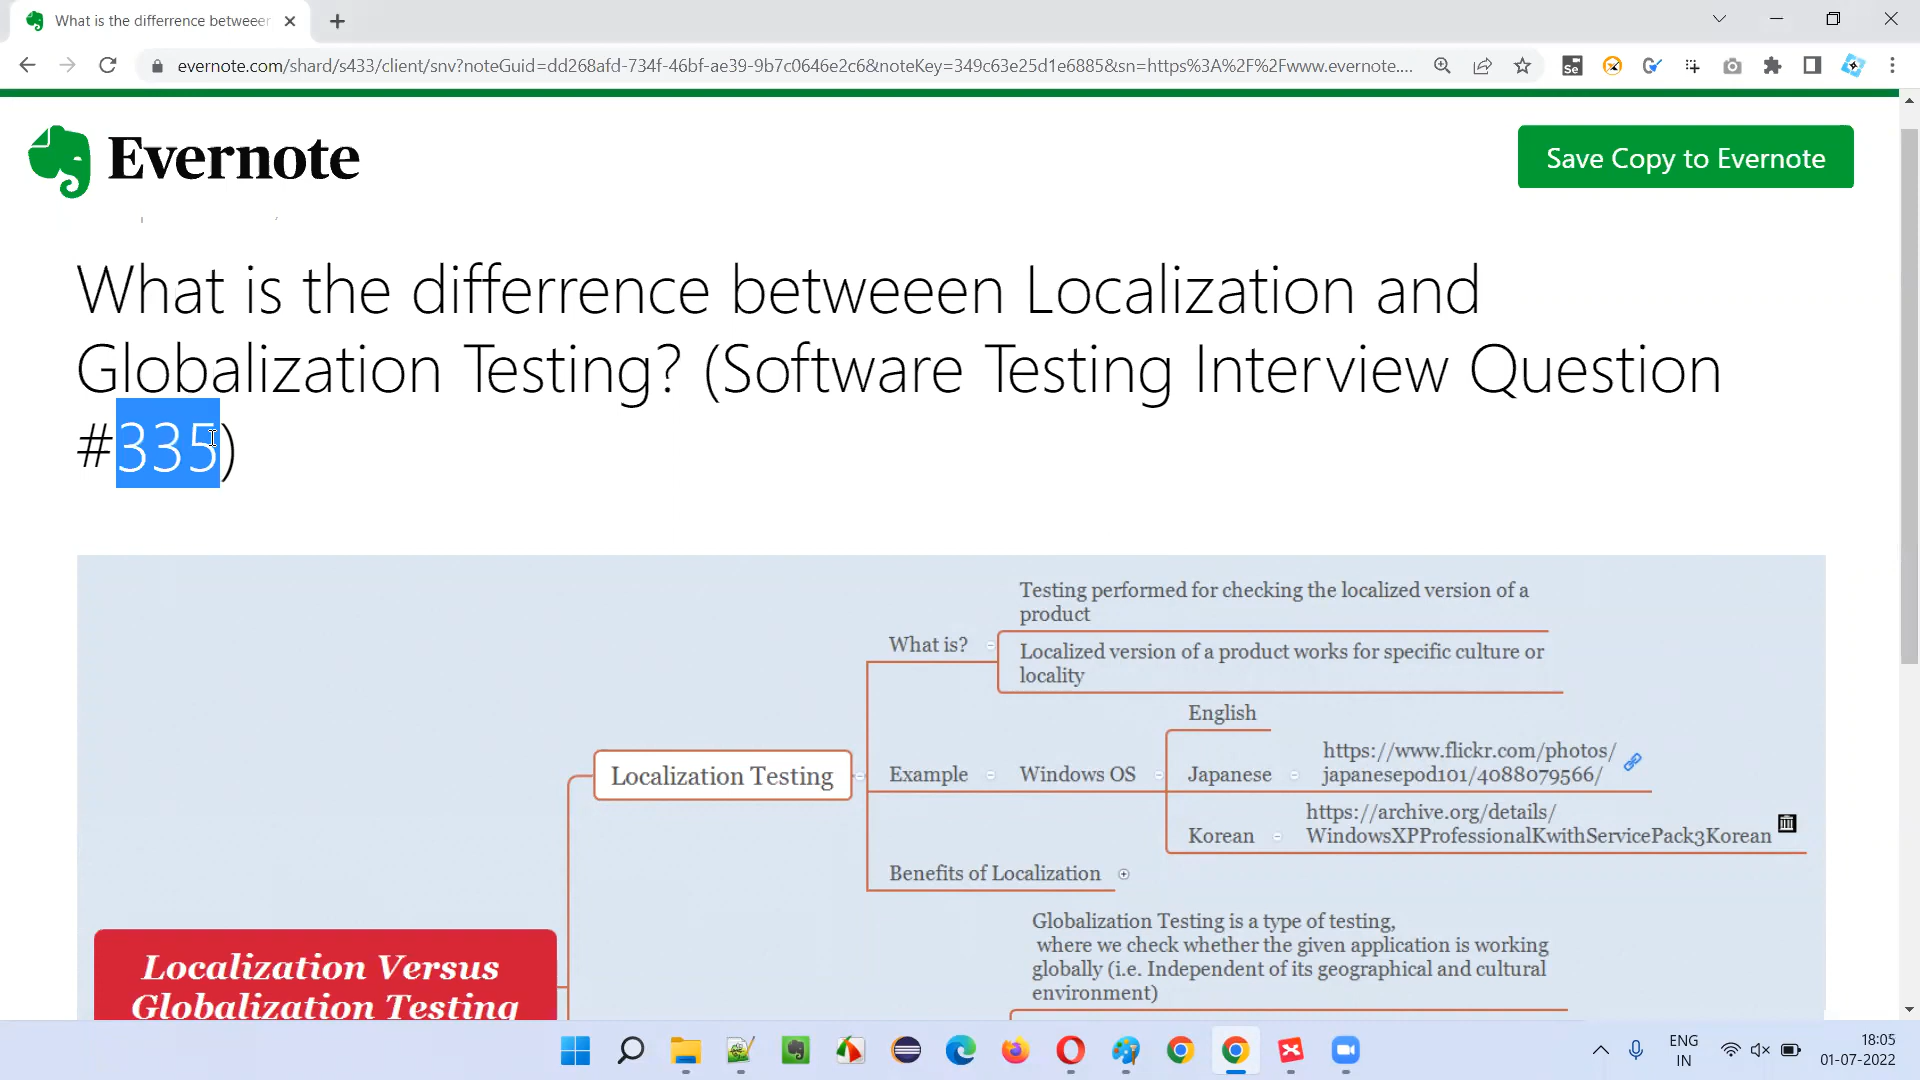 What is the differrence betweeer
evernote.com/shard/s433/client/snv?noteGuid=dd268afd-734f-46bf-ae39-9b7c0646e2c6&noteKey=349c63e25d1e6885&sn=https%3A%2F%2Fwww.evernote....
Evernote
Save Copy to Evernote
What is the differrence betweeen Localization and
Globalization Testing? (Software Testing Interview Question
#335)
Testing performed for checking the localized version of a
product
What is?
Localized version of a product works for specific culture or
locality
English
Localization Testing
Example
Windows OS
Japanese
https://www.flickr.com/photos/
japanesepod101/4088079566/
Korean
https://archive.org/details/
WindowsXPProfessionalKwithServicePack3Korean
Benefits of Localization
Globalization Testing is a type of testing,
where we check whether the given application is working
globally (i.e. Independent of its geographical and cultural
environment)
Localization Versus
Globalization Testing
ENG
IN
18:05
01-07-2022